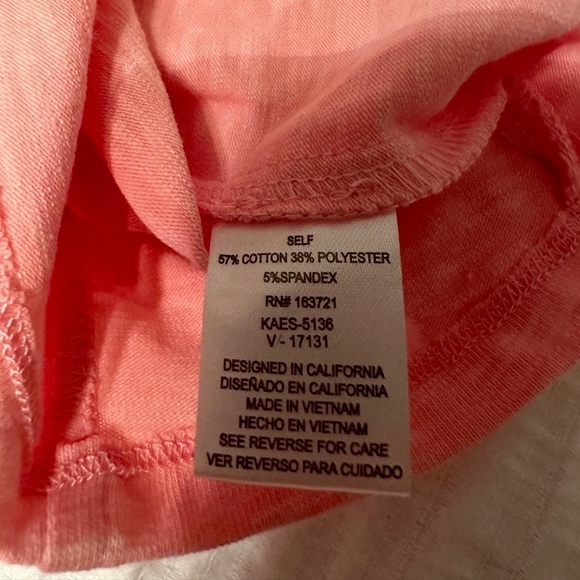 SELF
57% COTTON 38% POLYESTER
5%SPANDEX
RN# 163721
KAES-5136
V - 17131
DESIGNED IN CALIFORNIA
DISEÑADO EN CALIFORNIA
MADE IN VIETNAM
HECHO EN VIETNAM
SEE REVERSE FOR CARE
VER REVERSO PARA CUIDADO